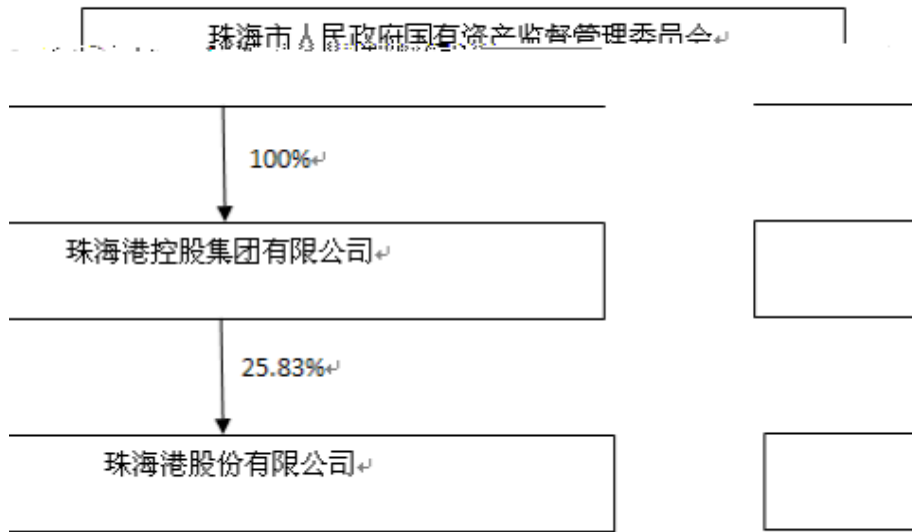 珠海市人民政府国有资产监督管理委员会
100%
珠海港控股集团有限公司
25.83%
珠海港股份有限公司